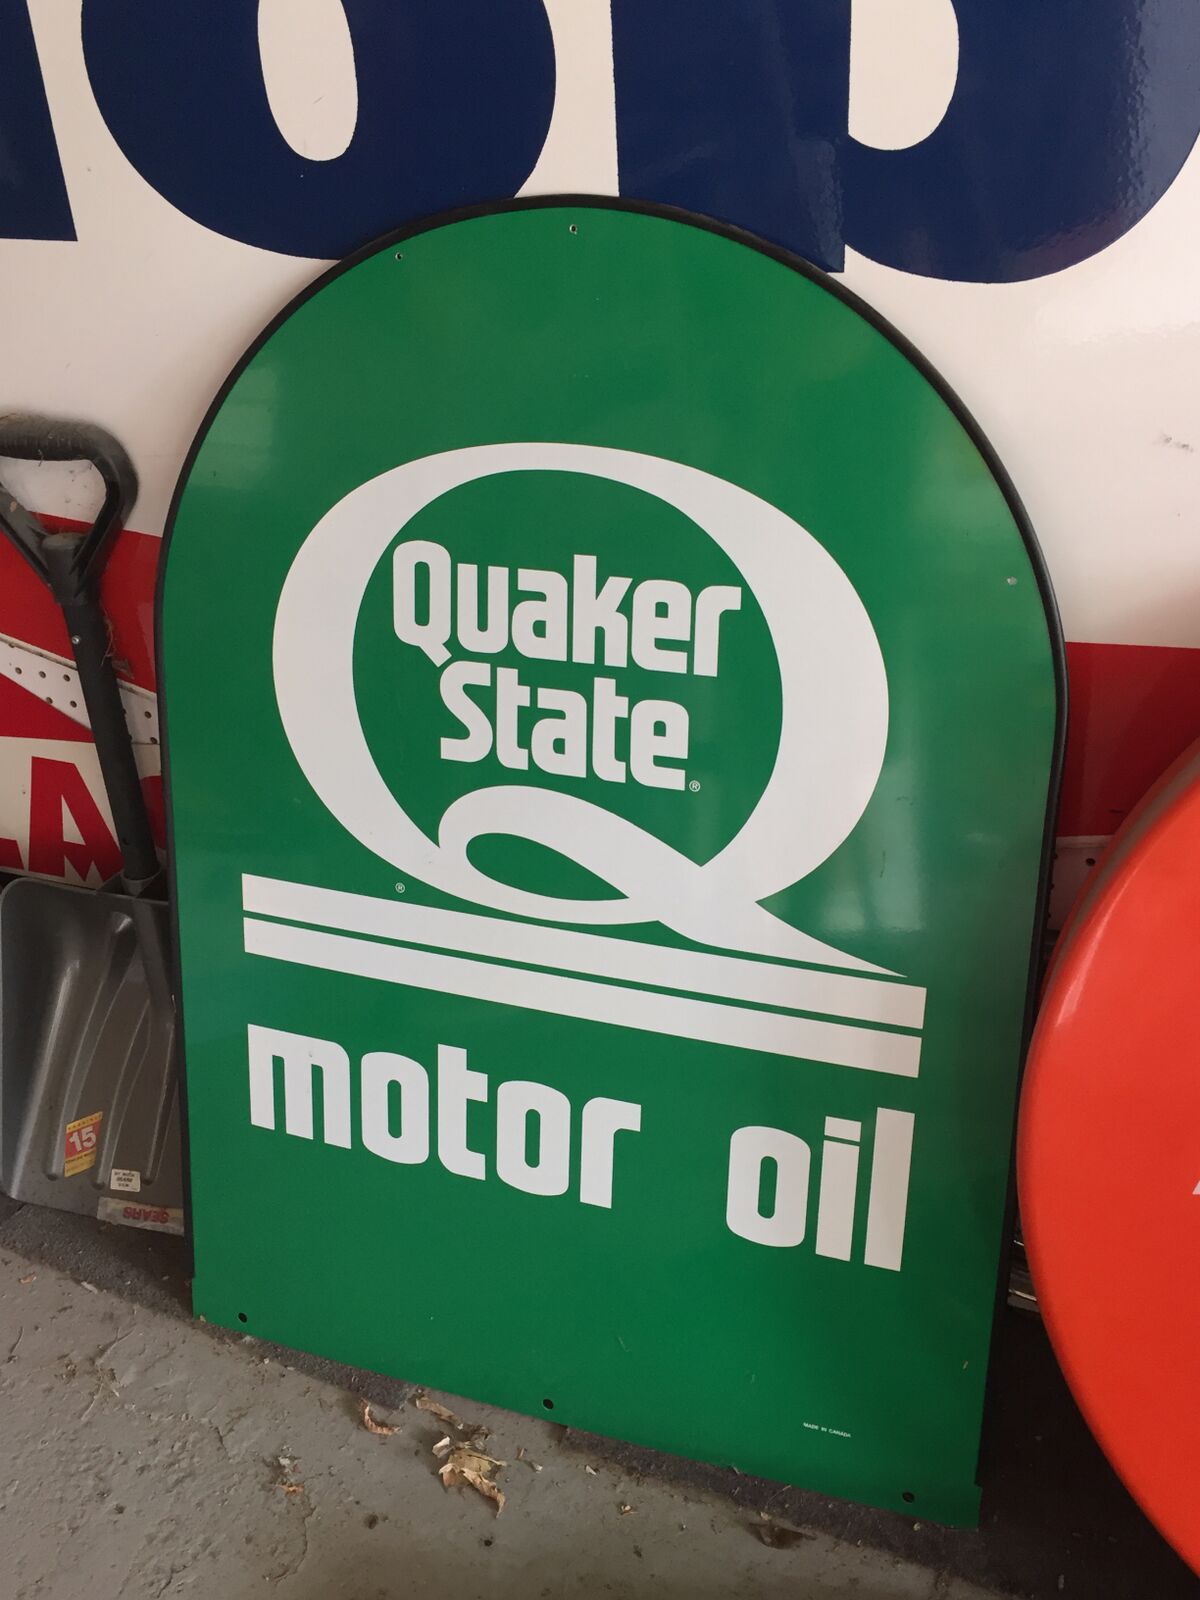 Quaker
State®
®
motor oil
MADE IN CANADA
15
SEARS